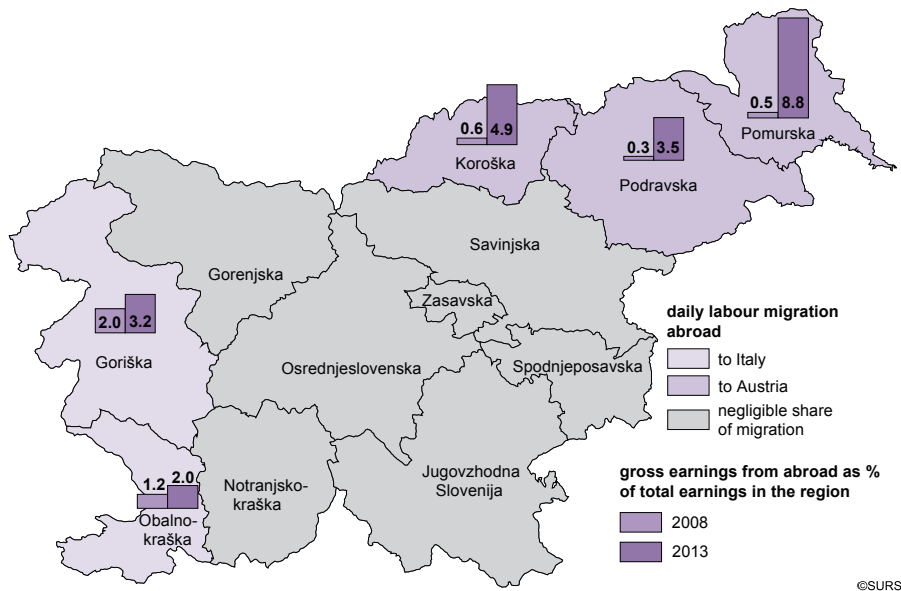 0.5 8.8
Pomurska
0.6 4.9
Koroška
0.3 3.5
Podravska
Savinjska
Gorenjska
Zasavska
2.0 3.2
Goriška
Osrednjeslovenska
Spodnjeposavska
1.2 2.0
Obalno-
kraška
Notranjsko-
kraška
Jugovzhodna
Slovenija
daily labour migration
abroad
to Italy
to Austria
negligible share
of migration
gross earnings from abroad as %
of total earnings in the region
2008
2013
©SURS